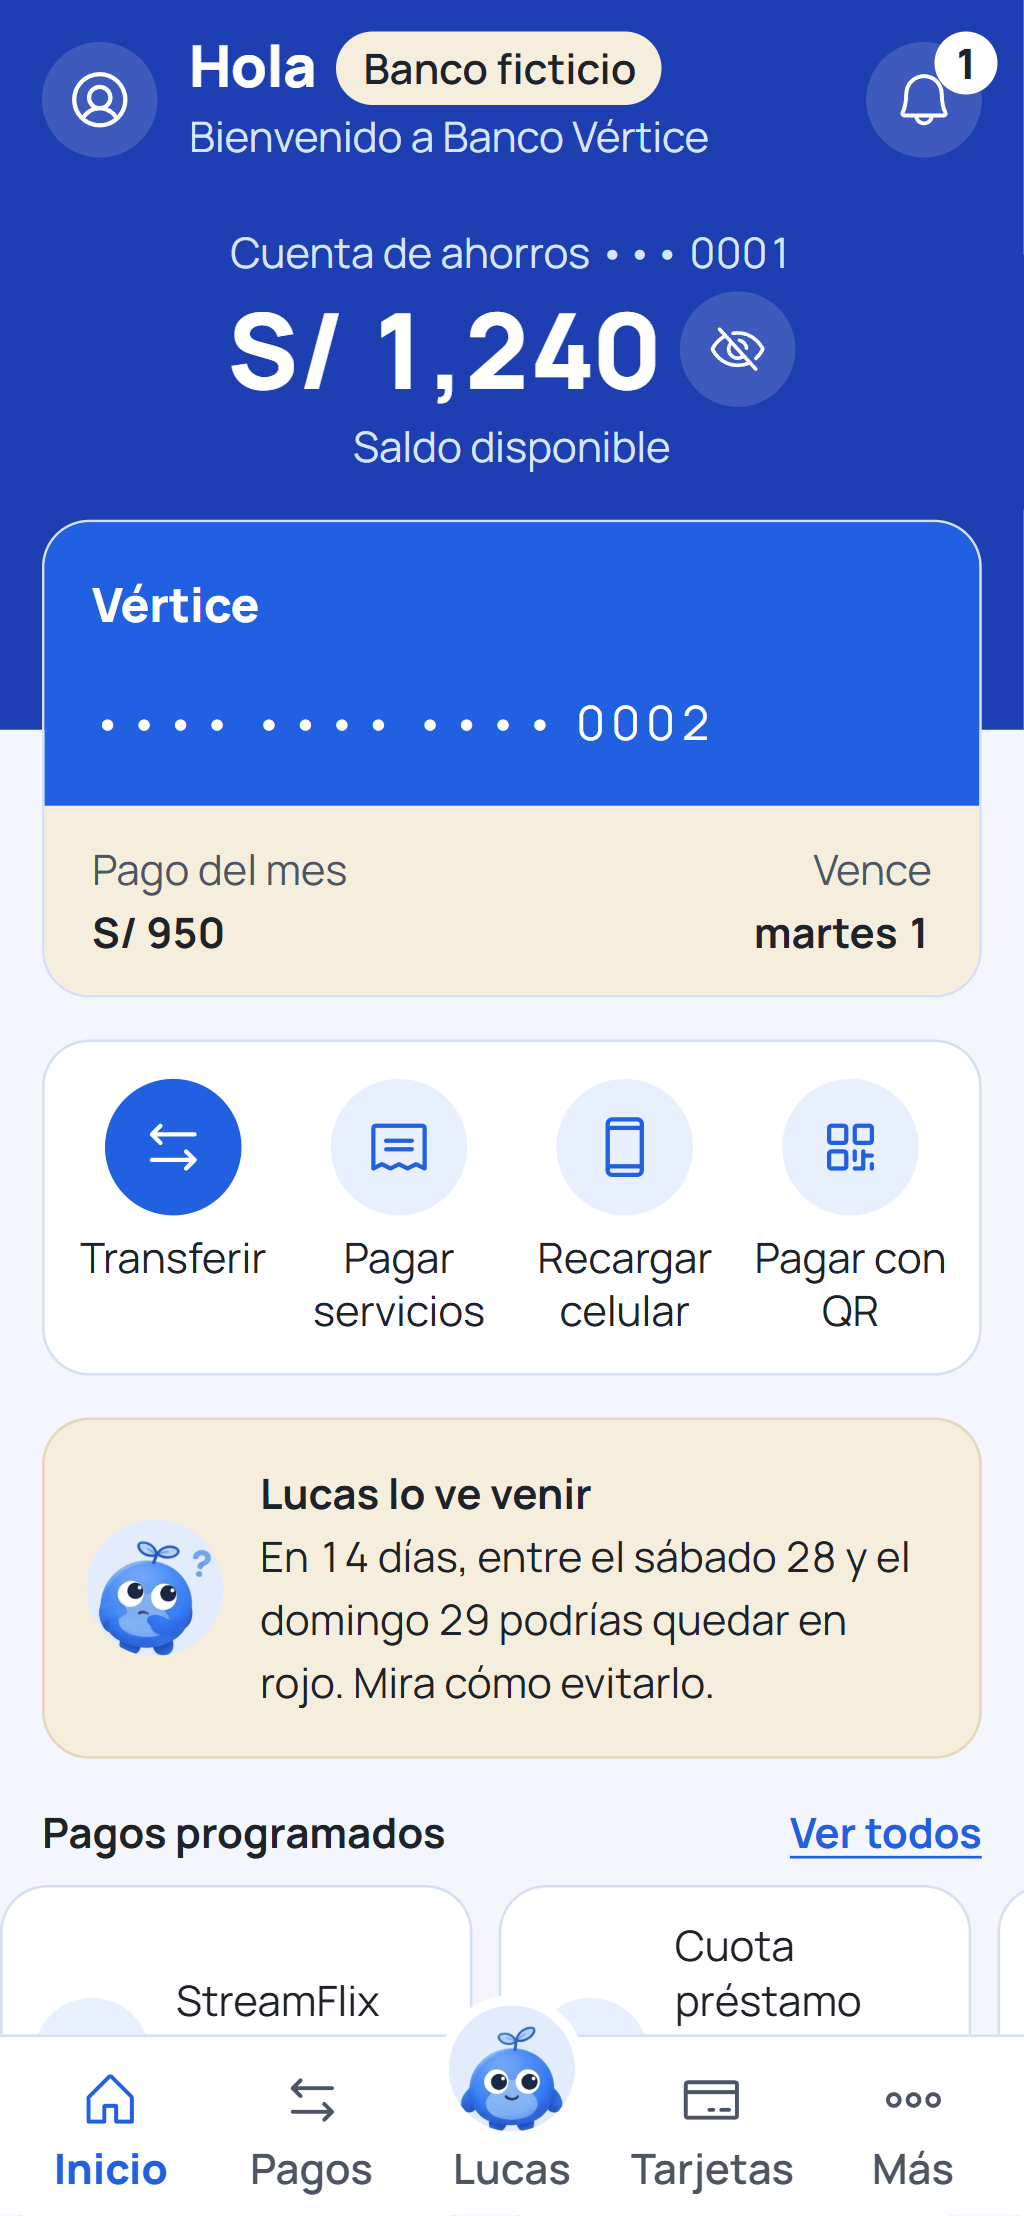 Hola
Banco ficticio
1
Bienvenido a Banco Vértice
Cuenta de ahorros ••• 0001
S/ 1,240
Saldo disponible
Vértice
•••• •••• •••• 0002
Pago del mes
Vence
S/ 950
martes 1
Transferir
Pagar
servicios
Recargar
celular
Pagar con
QR
Lucas lo ve venir
En 14 días, entre el sábado 28 y el
domingo 29 podrías quedar en
rojo. Mira cómo evitarlo.
?
Pagos programados
Ver todos
StreamFlix
Cuota
préstamo
Inicio
Pagos
Lucas
Tarjetas
Más